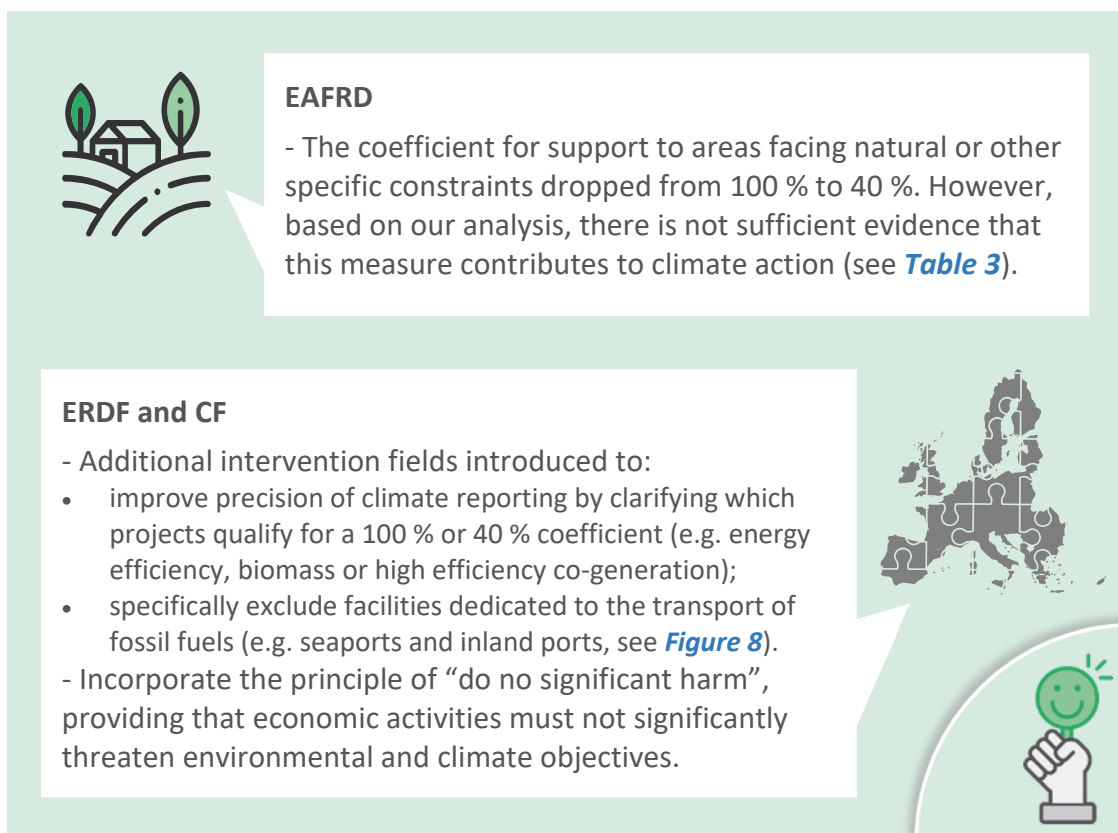 EAFRD
- The coefficient for support to areas facing natural or other
specific constraints dropped from 100 % to 40 %. However,
based on our analysis, there is not sufficient evidence that
this measure contributes to climate action (see Table 3).
ERDF and CF
- Additional intervention fields introduced to:
• improve precision of climate reporting by clarifying which
projects qualify for a 100 % or 40 % coefficient (e.g. energy
efficiency, biomass or high efficiency co-generation);
• specifically exclude facilities dedicated to the transport of
fossil fuels (e.g. seaports and inland ports, see Figure 8).
- Incorporate the principle of “do no significant harm”,
providing that economic activities must not significantly
threaten environmental and climate objectives.